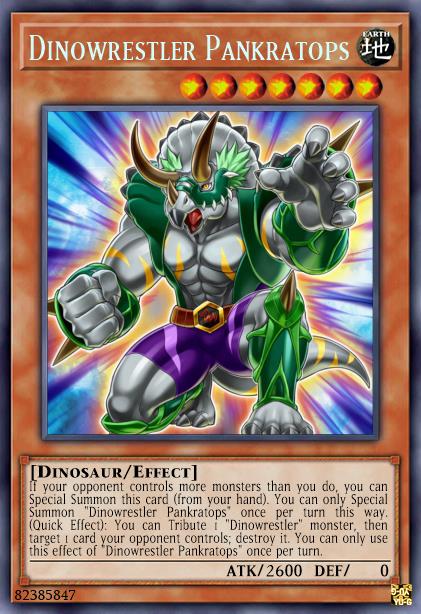 Dinowrestler Pankratops
EARTH
地
[Dinosaur/Effect]
If your opponent controls more monsters than you do, you can
Special Summon this card (from your hand). You can only Special
Summon "Dinowrestler Pankratops" once per turn this way.
(Quick Effect): You can Tribute 1 "Dinowrestler" monster, then
target 1 card your opponent controls; destroy it. You can only use
this effect of "Dinowrestler Pankratops" once per turn.
ATK/2600 DEF/ 0
82385847